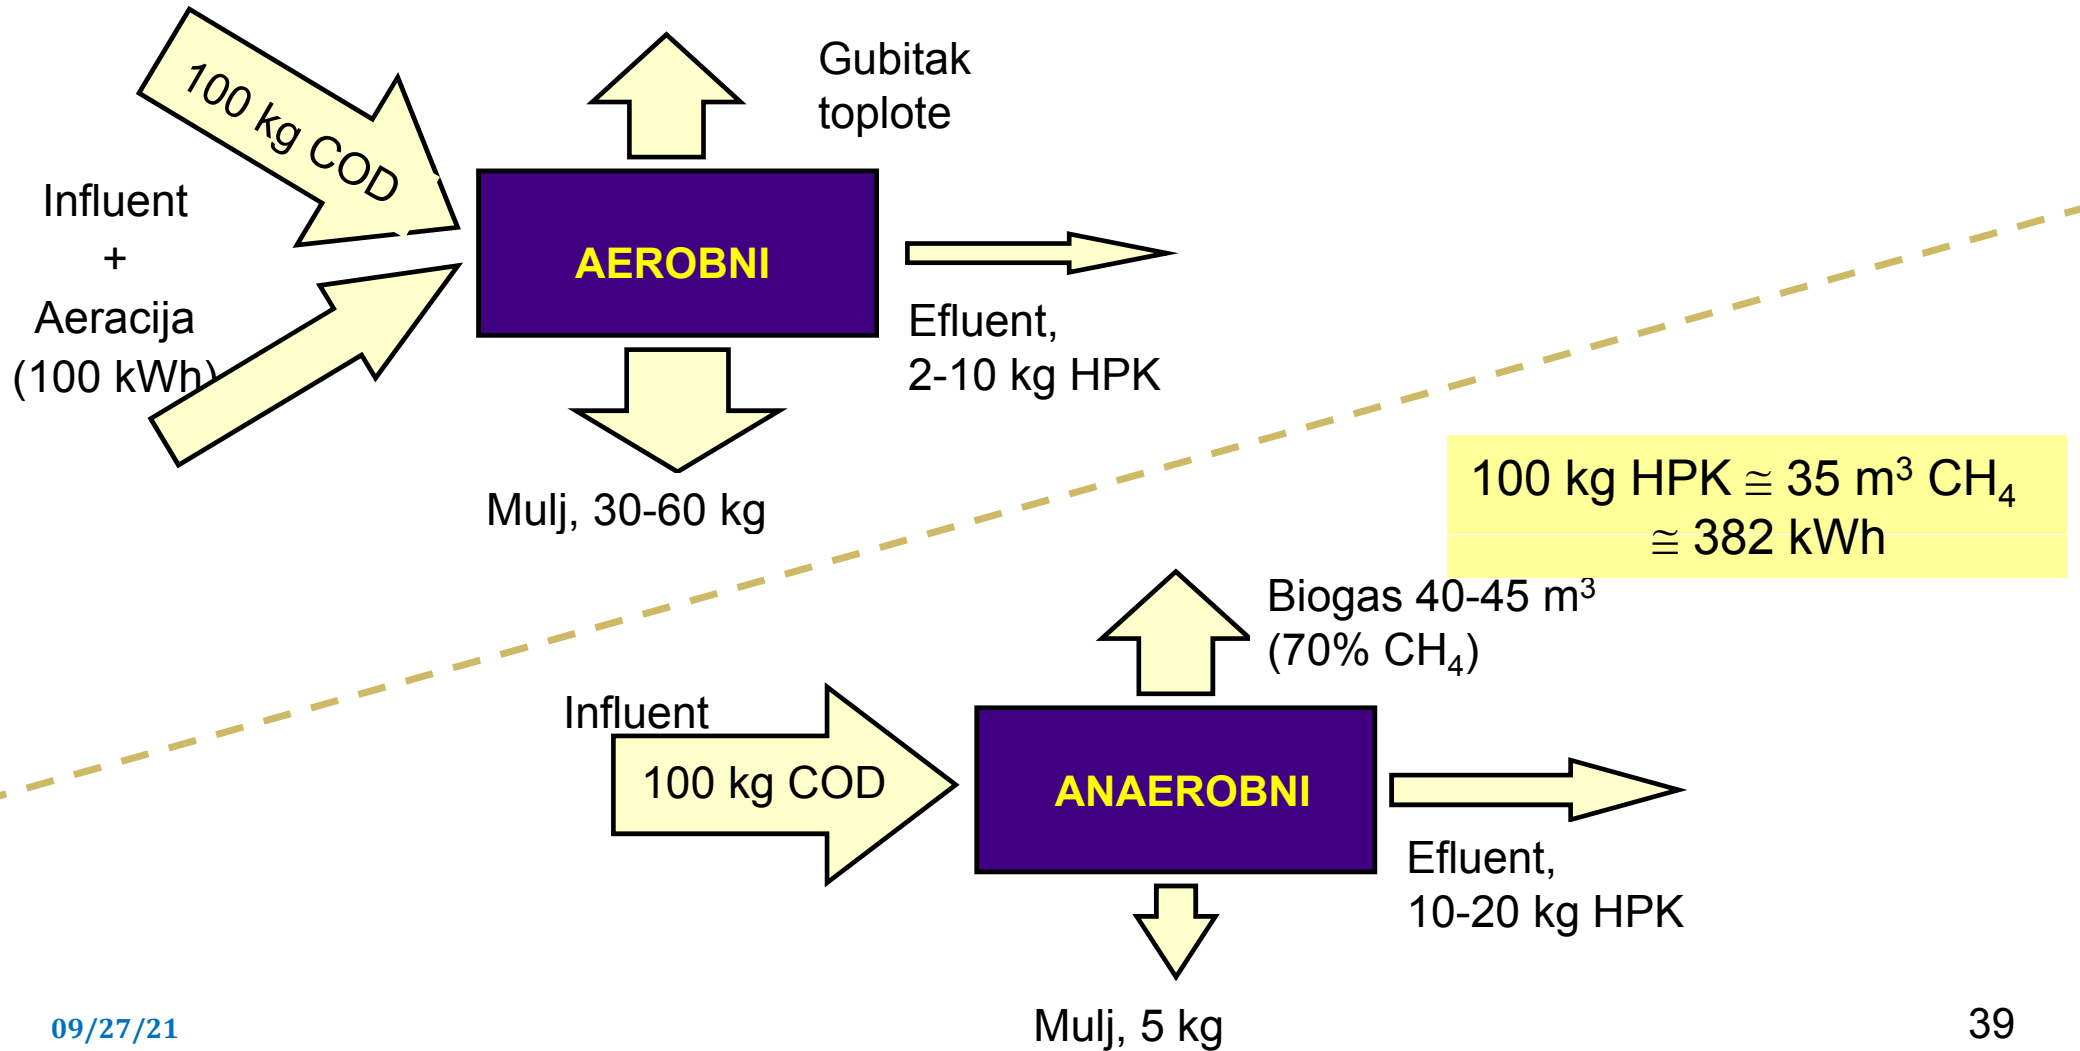 100 kg COD
Gubitak
toplote
Influent
+
Aeracija
(100 kWh)
AEROBNI
Efluent,
2-10 kg HPK
Mulj, 30-60 kg
100 kg HPK ≅ 35 m³ CH₄
≅ 382 kWh
Biogas 40-45 m³
(70% CH₄)
Influent
100 kg COD
ANAEROBNI
Efluent,
10-20 kg HPK
Mulj, 5 kg
09/27/21
39